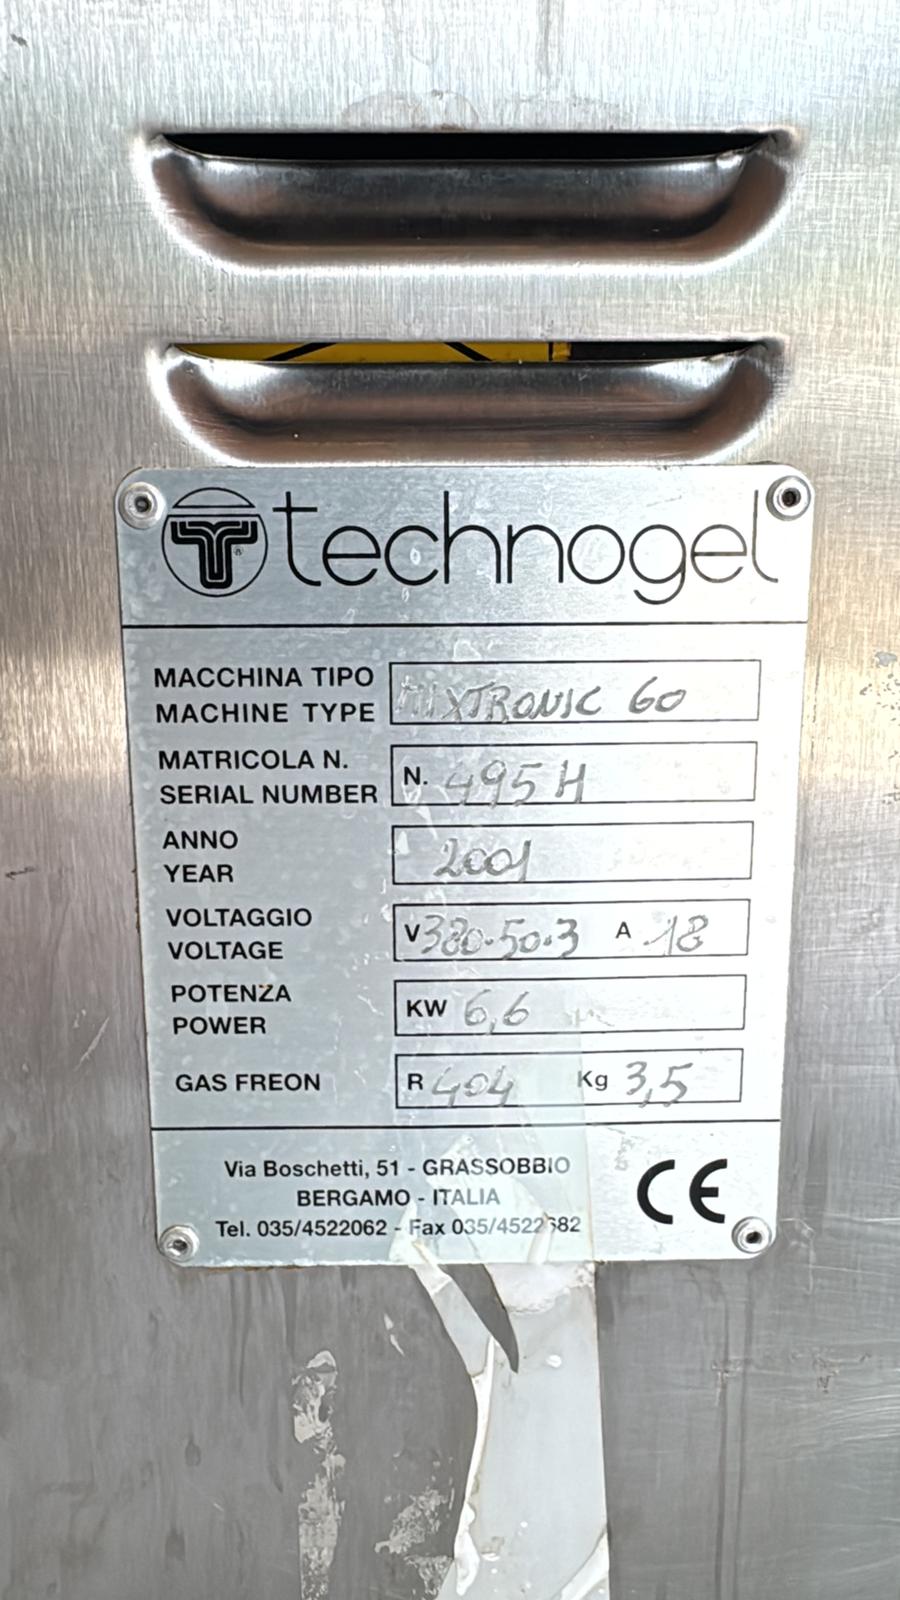 technogel
MACCHINA TIPO
MACHINE TYPE MIXTRONIC 60
MATRICOLA N.
SERIAL NUMBER N. 495 H
ANNO
YEAR 2001
VOLTAGGIO
VOLTAGE V 380.50.3 A 18
POTENZA
POWER KW 6,6
GAS FREON R 404 Kg 3,5
Via Boschetti, 51 - GRASSOBBIO
BERGAMO - ITALIA
Tel. 035/4522062 - Fax 035/4522682
CE